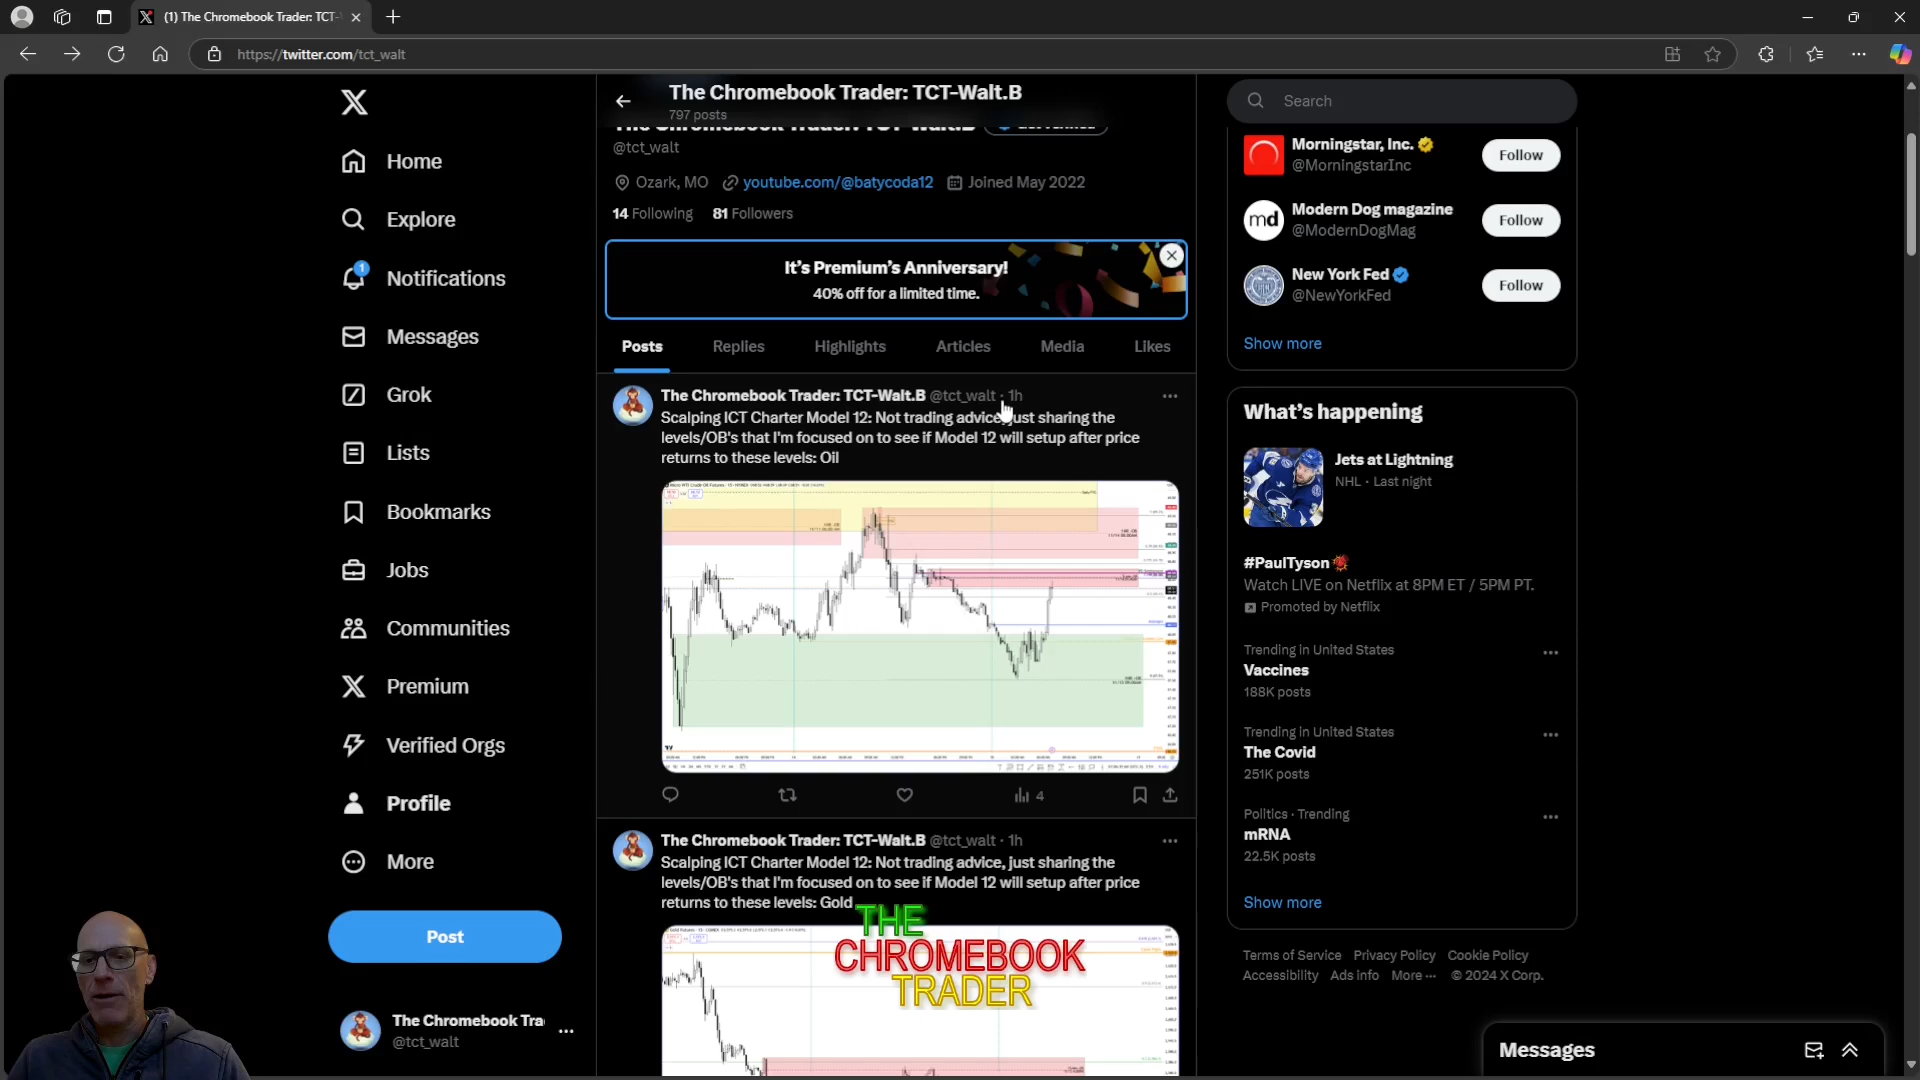 (1) The Chromebook Trader: TCT-
https://twitter.com/tct_walt
Home
Explore
1
Notifications
Messages
Grok
Lists
Bookmarks
Jobs
Communities
Premium
Verified Orgs
Profile
More
Post
The Chromebook Tra
@tct_walt
The Chromebook Trader: TCT-Walt.B
797 posts
@tct_walt
Ozark, MO youtube.com/@batycoda12 Joined May 2022
14 Following 81 Followers
It's Premium's Anniversary!
40% off for a limited time.
Posts Replies Highlights Articles Media Likes
The Chromebook Trader: TCT-Walt.B @tct_walt · 1h
Scalping ICT Charter Model 12: Not trading advice, just sharing the
levels/OB's that I'm focused on to see if Model 12 will setup after price
returns to these levels: Oil
4
The Chromebook Trader: TCT-Walt.B @tct_walt · 1h
Scalping ICT Charter Model 12: Not trading advice, just sharing the
levels/OB's that I'm focused on to see if Model 12 will setup after price
returns to these levels: Gold
THE
CHROMEBOOK
TRADER
Search
Morningstar, Inc.
@MorningstarInc
Follow
md
Modern Dog magazine
@ModernDogMag
Follow
New York Fed
@NewYorkFed
Follow
Show more
What's happening
Jets at Lightning
NHL · Last night
#PaulTyson
Watch LIVE on Netflix at 8PM ET / 5PM PT.
Promoted by Netflix
Trending in United States
Vaccines
188K posts
Trending in United States
The Covid
251K posts
Politics · Trending
mRNA
22.5K posts
Show more
Terms of Service Privacy Policy Cookie Policy
Accessibility Ads info More ··· © 2024 X Corp.
Messages